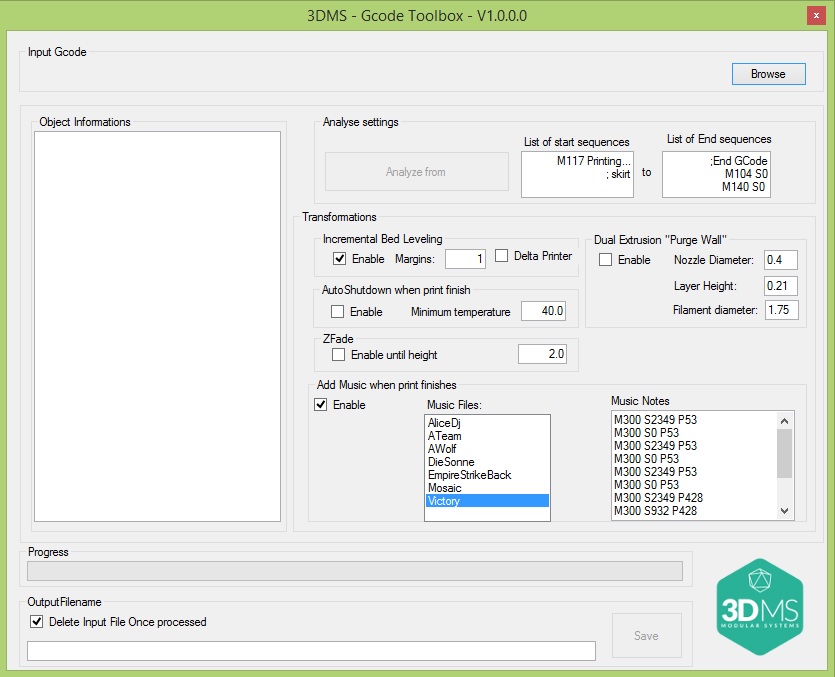 3DMS - Gcode Toolbox - V1.0.0.0
x
Input Gcode
Browse
Object Informations
Analyse settings
Analyze from
List of start sequences
M117 Printing...
; skirt
to
List of End sequences
;End GCode
M104 S0
M140 S0
Transformations
Incremental Bed Leveling
Enable Margins: 1 Delta Printer
AutoShutdown when print finish
Enable Minimum temperature 40.0
ZFade
Enable until height 2.0
Dual Extrusion "Purge Wall"
Enable Nozzle Diameter: 0.4
Layer Height: 0.21
Filament diameter: 1.75
Add Music when print finishes
Enable
Music Files:
AliceDj
ATeam
AWolf
DieSonne
EmpireStrikeBack
Mosaic
Victory
Music Notes
M300 S2349 P53
M300 S0 P53
M300 S2349 P53
M300 S0 P53
M300 S2349 P53
M300 S0 P53
M300 S2349 P428
M300 S932 P428
Progress
OutputFilename
Delete Input File Once processed
Save
3DMS
MODULAR SYSTEMS